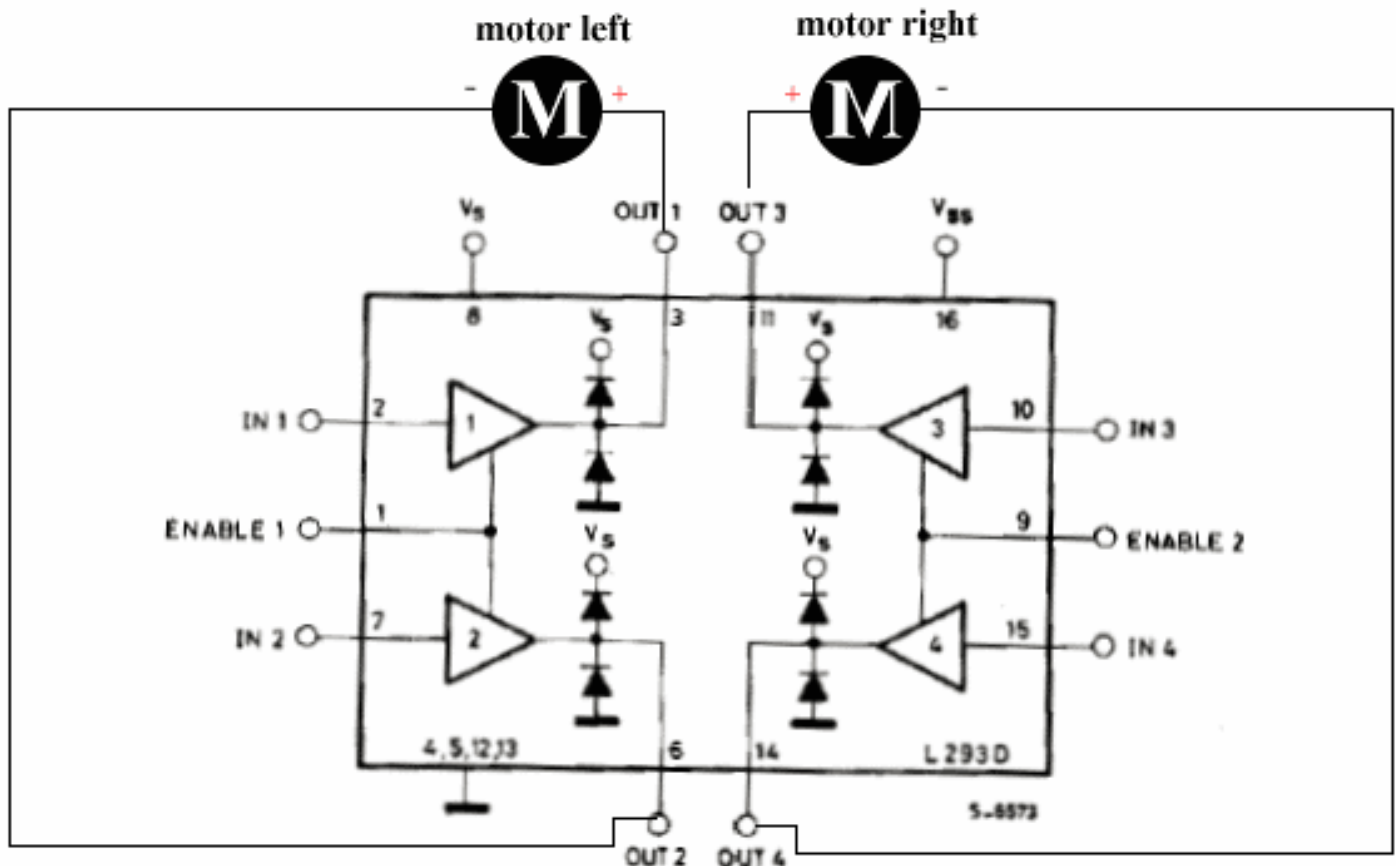 motor left
motor right
- M +
+ M -
Vs
OUT 1
OUT 3
Vss
8
3
11
16
Vs
Vs
IN 1
2
1
3
10
IN 3
ENABLE 1
1
9
ENABLE 2
Vs
Vs
IN 2
7
2
4
15
IN 4
4,5,12,13
6
14
L293D
5-6573
OUT 2
OUT 4